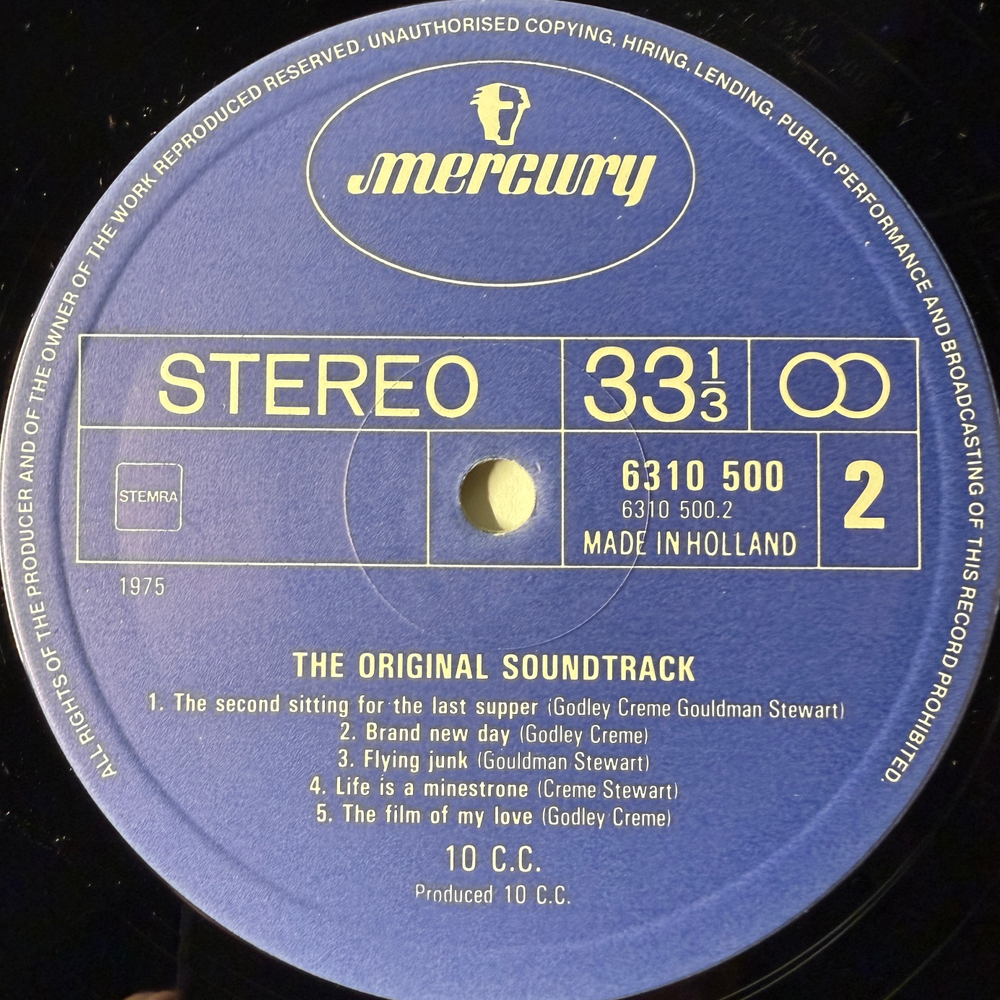 ALL RIGHTS OF THE PRODUCER AND OF THE OWNER OF THE WORK REPRODUCED RESERVED. UNAUTHORISED COPYING, HIRING, LENDING, PUBLIC PERFORMANCE AND BROADCASTING OF THIS RECORD PROHIBITED.
mercury
STEREO
33 1/3
STEMRA
6310 500
6310 500.2
MADE IN HOLLAND
2
1975
THE ORIGINAL SOUNDTRACK
1. The second sitting for the last supper (Godley Creme Gouldman Stewart)
2. Brand new day (Godley Creme)
3. Flying junk (Gouldman Stewart)
4. Life is a minestrone (Creme Stewart)
5. The film of my love (Godley Creme)
10 C.C.
Produced 10 C.C.